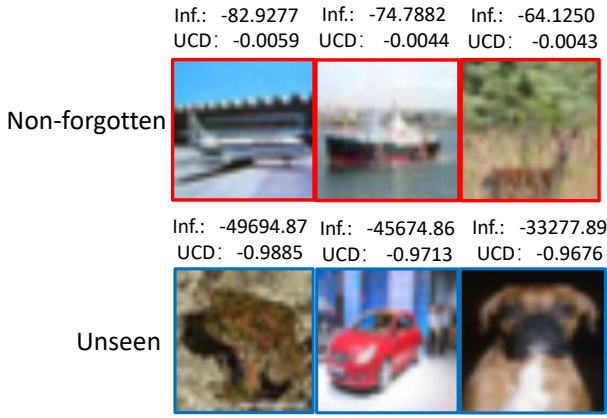 Inf.: -82.9277 Inf.: -74.7882 Inf.: -64.1250
UCD: -0.0059 UCD: -0.0044 UCD: -0.0043
Non-forgotten
Inf.: -49694.87 Inf.: -45674.86 Inf.: -33277.89
UCD: -0.9885 UCD: -0.9713 UCD: -0.9676
Unseen